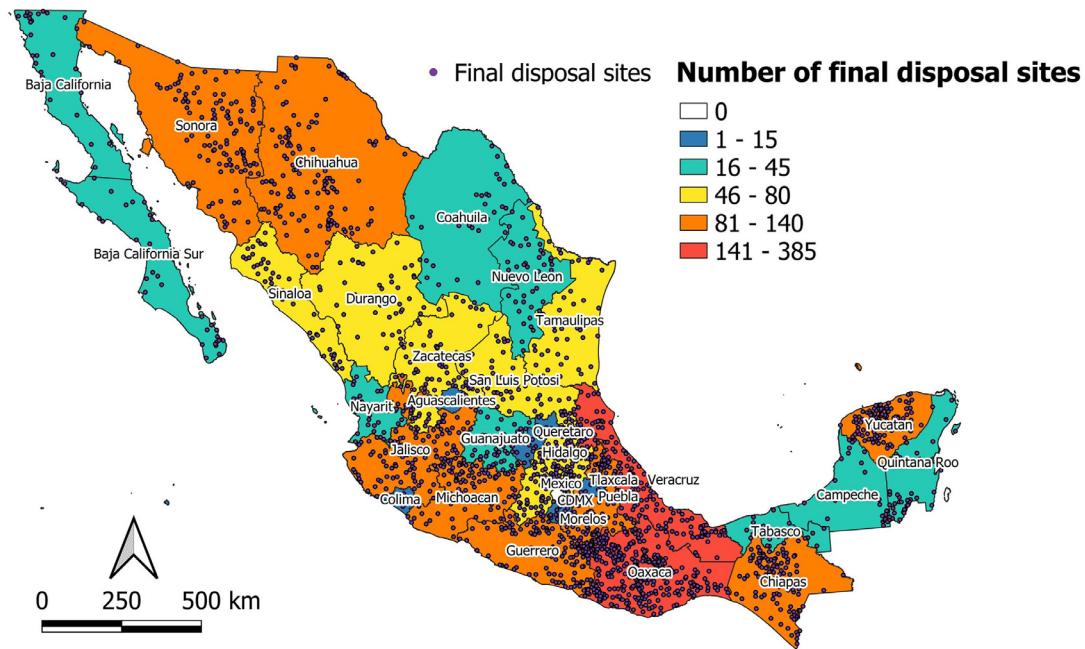 Final disposal sites
Number of final disposal sites
0
1 - 15
16 - 45
46 - 80
81 - 140
141 - 385
Baja California
Sonora
Chihuahua
Coahuila
Baja California Sur
Nuevo Leon
Sinaloa
Durango
Tamaulipas
Zacatecas
San Luis Potosi
Aguascalientes
Nayarit
Yucatan
Queretaro
Guanajuato
Jalisco
Hidalgo
Quintana Roo
Mexico
Tlaxcala
Veracruz
Campeche
Colima
Michoacan
CDMX
Puebla
Morelos
Tabasco
Guerrero
Oaxaca
Chiapas
0 250 500 km